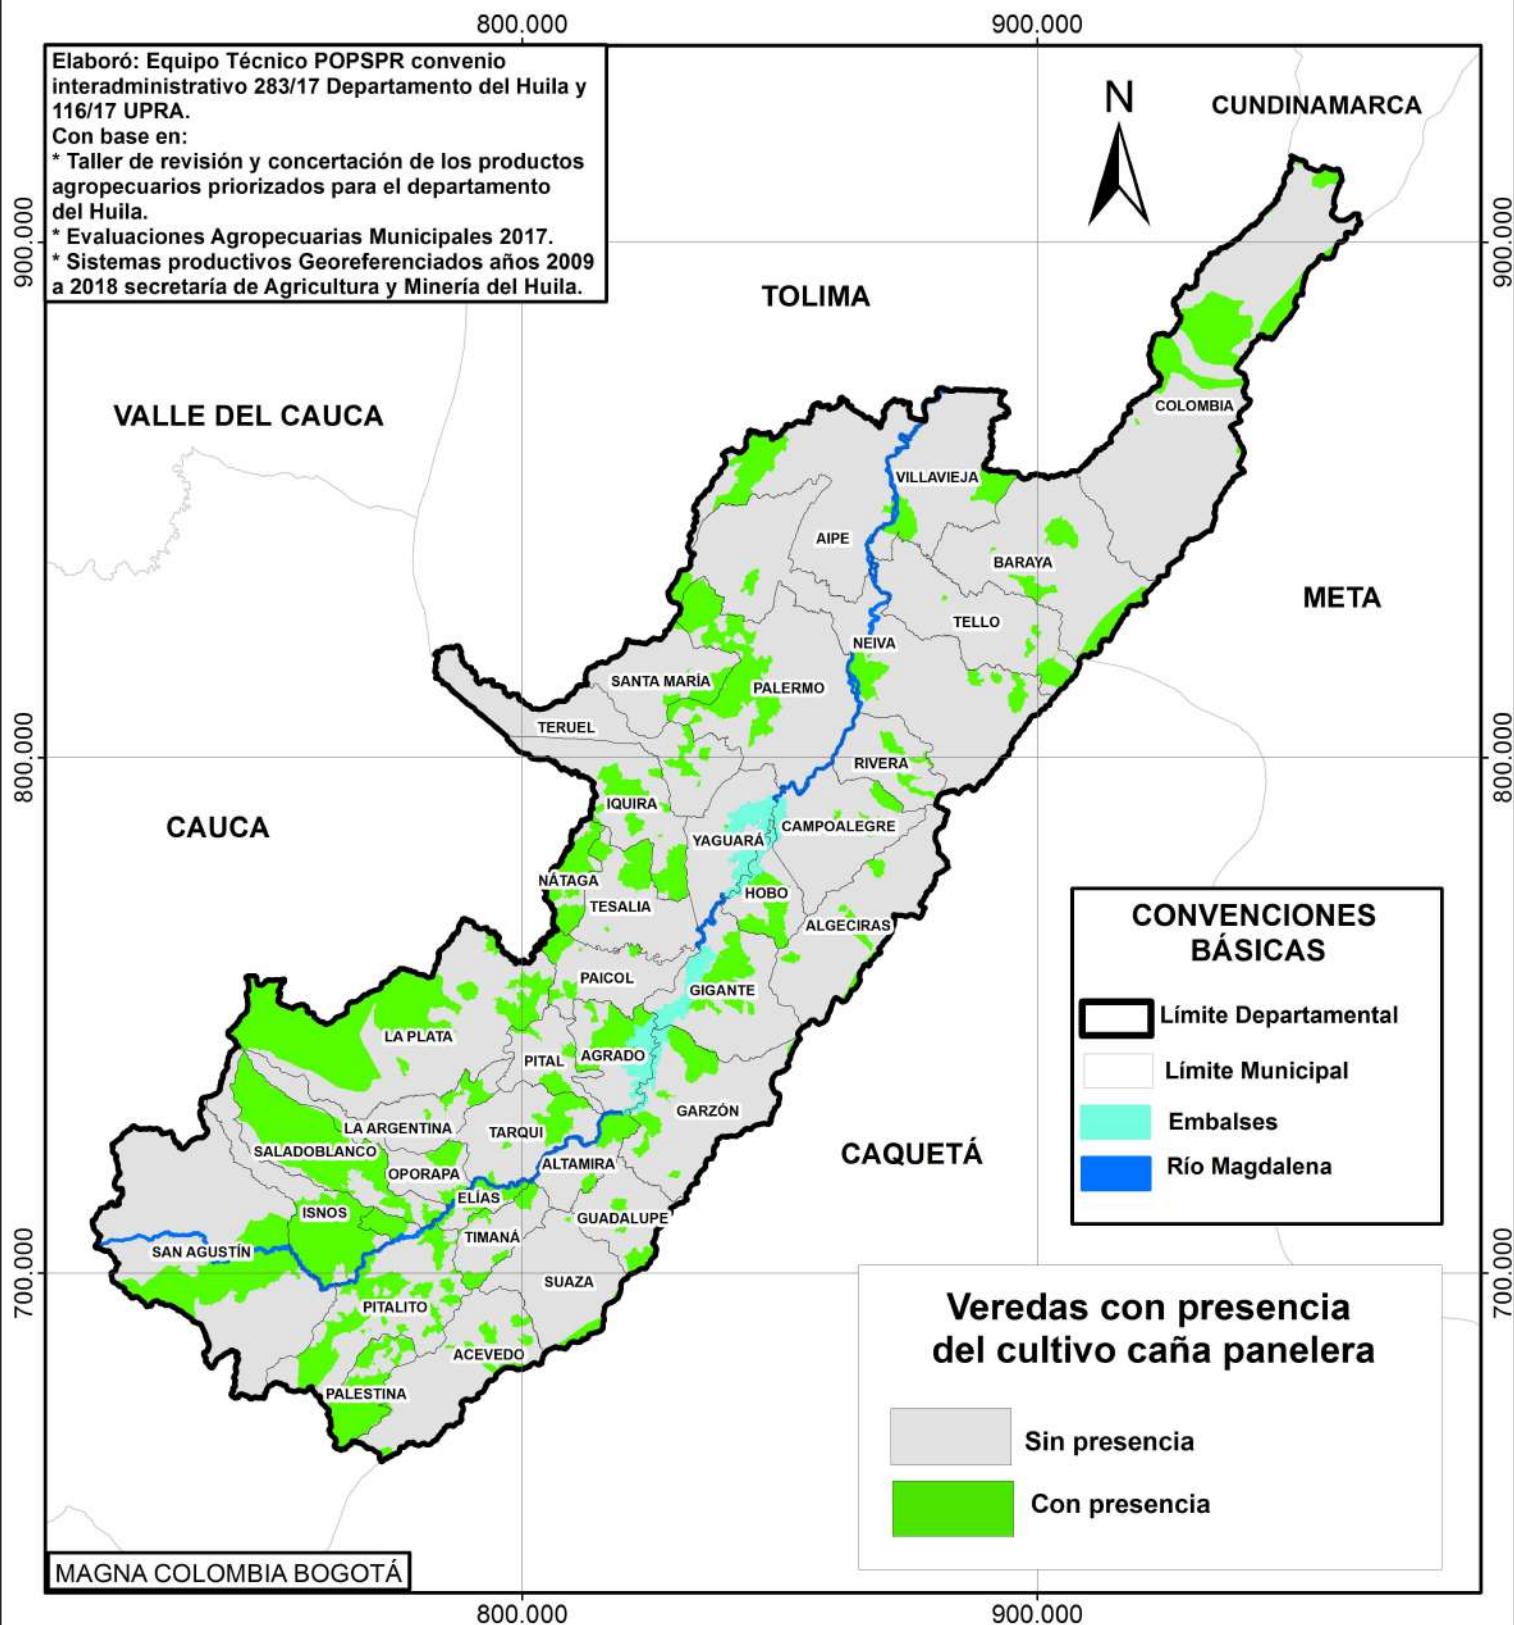 800.000
900.000
Elaboró: Equipo Técnico POPSPR convenio
interadministrativo 283/17 Departamento del Huila y
116/17 UPRA.
Con base en:
* Taller de revisión y concertación de los productos
agropecuarios priorizados para el departamento
del Huila.
* Evaluaciones Agropecuarias Municipales 2017.
* Sistemas productivos Georeferenciados años 2009
a 2018 secretaría de Agricultura y Minería del Huila.
N
CUNDINAMARCA
900.000
900.000
TOLIMA
VALLE DEL CAUCA
COLOMBIA
VILLAVIEJA
AIPE
BARAYA
META
TELLO
NEIVA
SANTA MARÍA
PALERMO
TERUEL
800.000
RIVERA
800.000
IQUIRA
CAUCA
CAMPOALEGRE
YAGUARÁ
NÁTAGA
HOBO
TESALIA
ALGECIRAS
CONVENCIONES
BÁSICAS
PAICOL
GIGANTE
Límite Departamental
LA PLATA
PITAL
AGRADO
Límite Municipal
GARZÓN
Embalses
LA ARGENTINA
TARQUI
SALADOBLANCO
CAQUETÁ
ALTAMIRA
Río Magdalena
OPORAPA
ELÍAS
ISNOS
GUADALUPE
TIMANÁ
SAN AGUSTÍN
700.000
SUAZA
700.000
PITALITO
Veredas con presencia
del cultivo caña panelera
ACEVEDO
PALESTINA
Sin presencia
Con presencia
MAGNA COLOMBIA BOGOTÁ
800.000
900.000